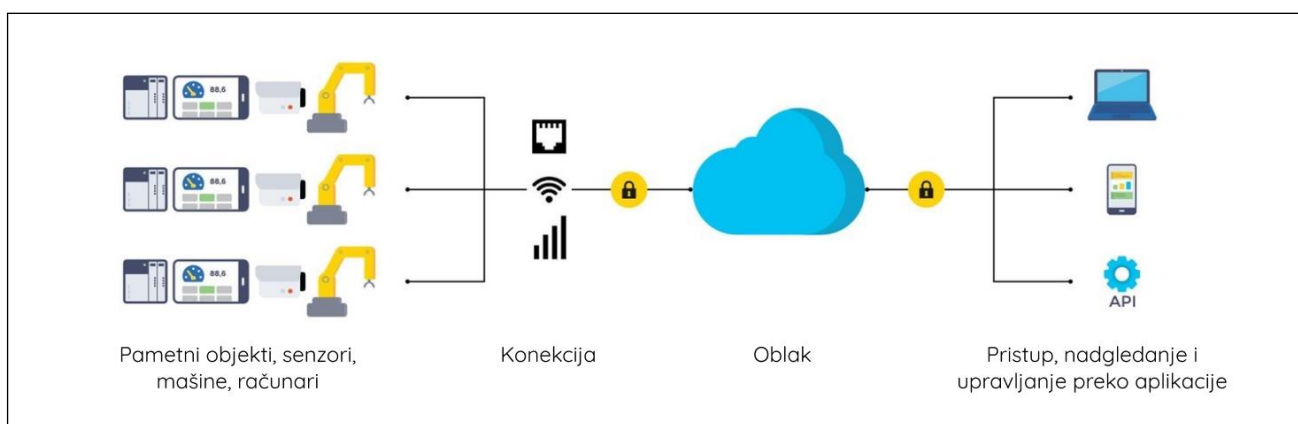 88,6
88,6
88,6
API
Pametni objekti, senzori,
mašine, računari
Konekcija
Oblak
Pristup, nadgledanje i
upravljanje preko aplikacije